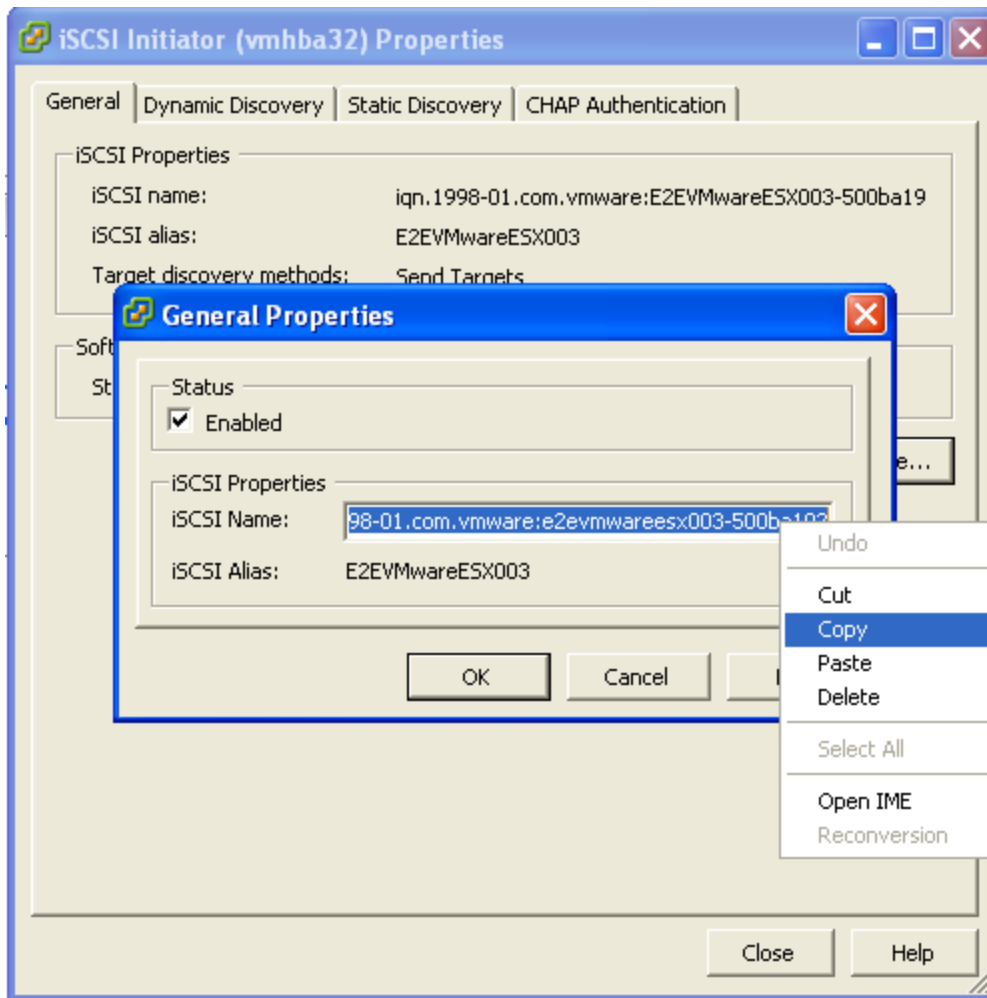 iSCSI Initiator (vmhba32) Properties
General Dynamic Discovery Static Discovery CHAP Authentication
iSCSI Properties
iSCSI name: iqn.1998-01.com.vmware:E2EVMwareESX003-500ba19
iSCSI alias: E2EVMwareESX003
Target discovery methods: Send Targets
General Properties
Soft
St
Status
Enabled
e...
iSCSI Properties
iSCSI Name: 98-01.com.vmware:e2evmwareesx003-500ba193
iSCSI Alias: E2EVMwareESX003
Undo
Cut
Copy
Paste
Delete
Select All
Open IME
Reconversion
OK Cancel
Close Help